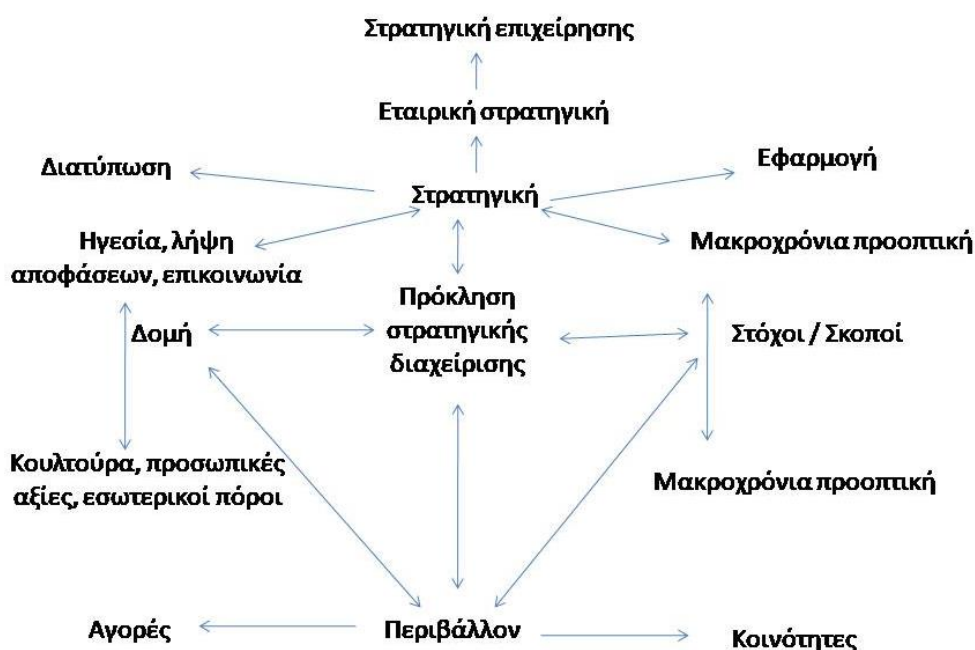 Στρατηγική επιχείρησης
Εταιρική στρατηγική
Διατύπωση
Εφαρμογή
Στρατηγική
Ηγεσία, λήψη
αποφάσεων, επικοινωνία
Μακροχρόνια προοπτική
Πρόκληση
στρατηγικής
διαχείρισης
Δομή
Στόχοι / Σκοποί
Κουλτούρα, προσωπικές
αξίες, εσωτερικοί πόροι
Μακροχρόνια προοπτική
Αγορές
Περιβάλλον
Κοινότητες